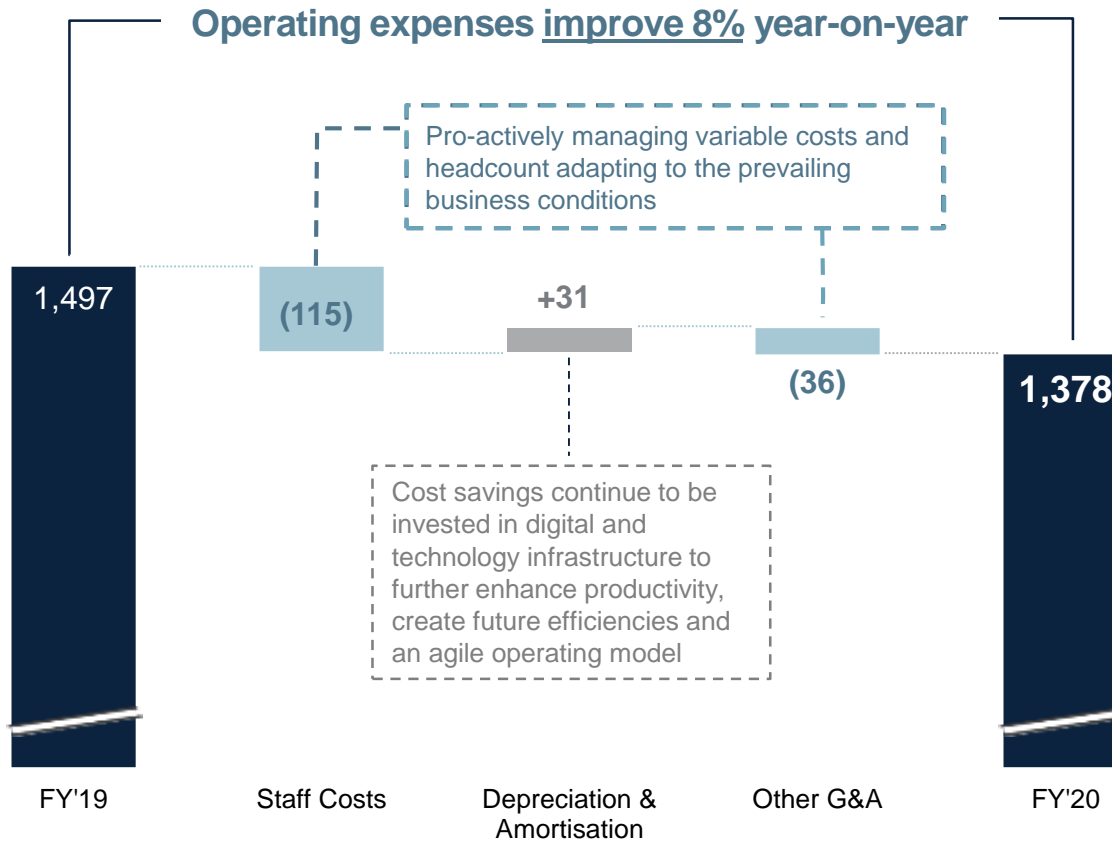 Operating expenses improve 8% year-on-year
Pro-actively managing variable costs and
headcount adapting to the prevailing
business conditions
1,497
(115)
+31
(36)
1,378
Cost savings continue to be
invested in digital and
technology infrastructure to
further enhance productivity,
create future efficiencies and
an agile operating model
FY'19
Staff Costs
Depreciation &
Amortisation
Other G&A
FY'20